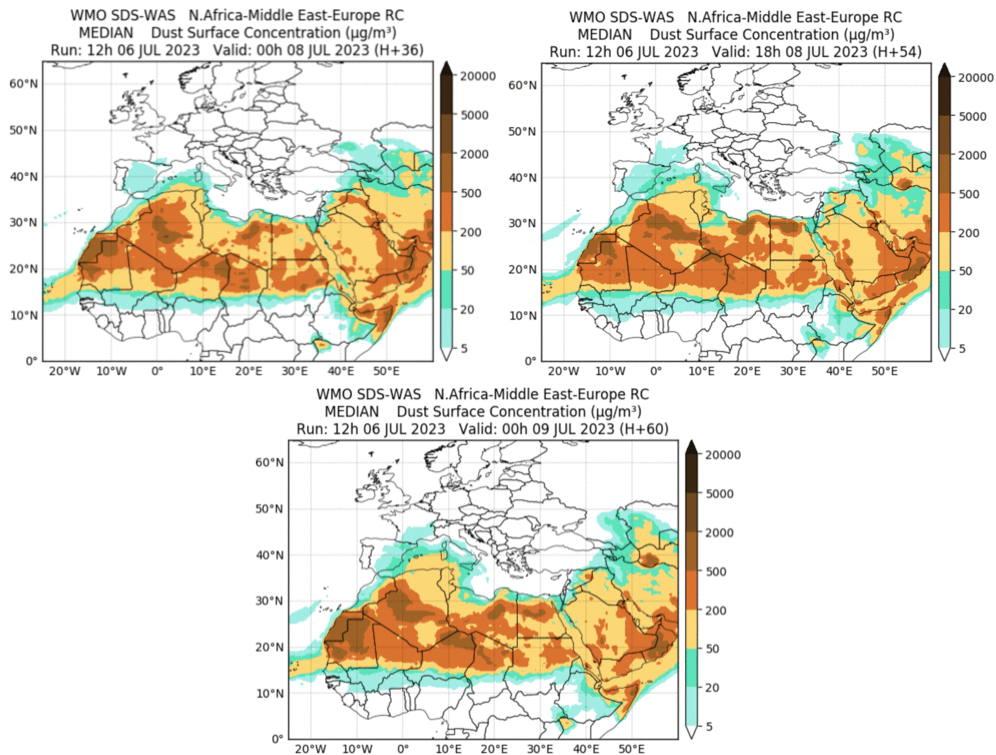 WMO SDS-WAS N.Africa-Middle East-Europe RC
MEDIAN Dust Surface Concentration (µg/m³)
Run: 12h 06 JUL 2023 Valid: 00h 08 JUL 2023 (H+36)
60°N
50°N
40°N
30°N
20°N
10°N
0°
20°W
10°W
0°
10°E
20°E
30°E
40°E
50°E
20000
5000
2000
500
200
50
20
5
WMO SDS-WAS N.Africa-Middle East-Europe RC
MEDIAN Dust Surface Concentration (µg/m³)
Run: 12h 06 JUL 2023 Valid: 18h 08 JUL 2023 (H+54)
60°N
50°N
40°N
30°N
20°N
10°N
0°
20°W
10°W
0°
10°E
20°E
30°E
40°E
50°E
20000
5000
2000
500
200
50
20
5
WMO SDS-WAS N.Africa-Middle East-Europe RC
MEDIAN Dust Surface Concentration (µg/m³)
Run: 12h 06 JUL 2023 Valid: 00h 09 JUL 2023 (H+60)
60°N
50°N
40°N
30°N
20°N
10°N
0°
20°W
10°W
0°
10°E
20°E
30°E
40°E
50°E
20000
5000
2000
500
200
50
20
5